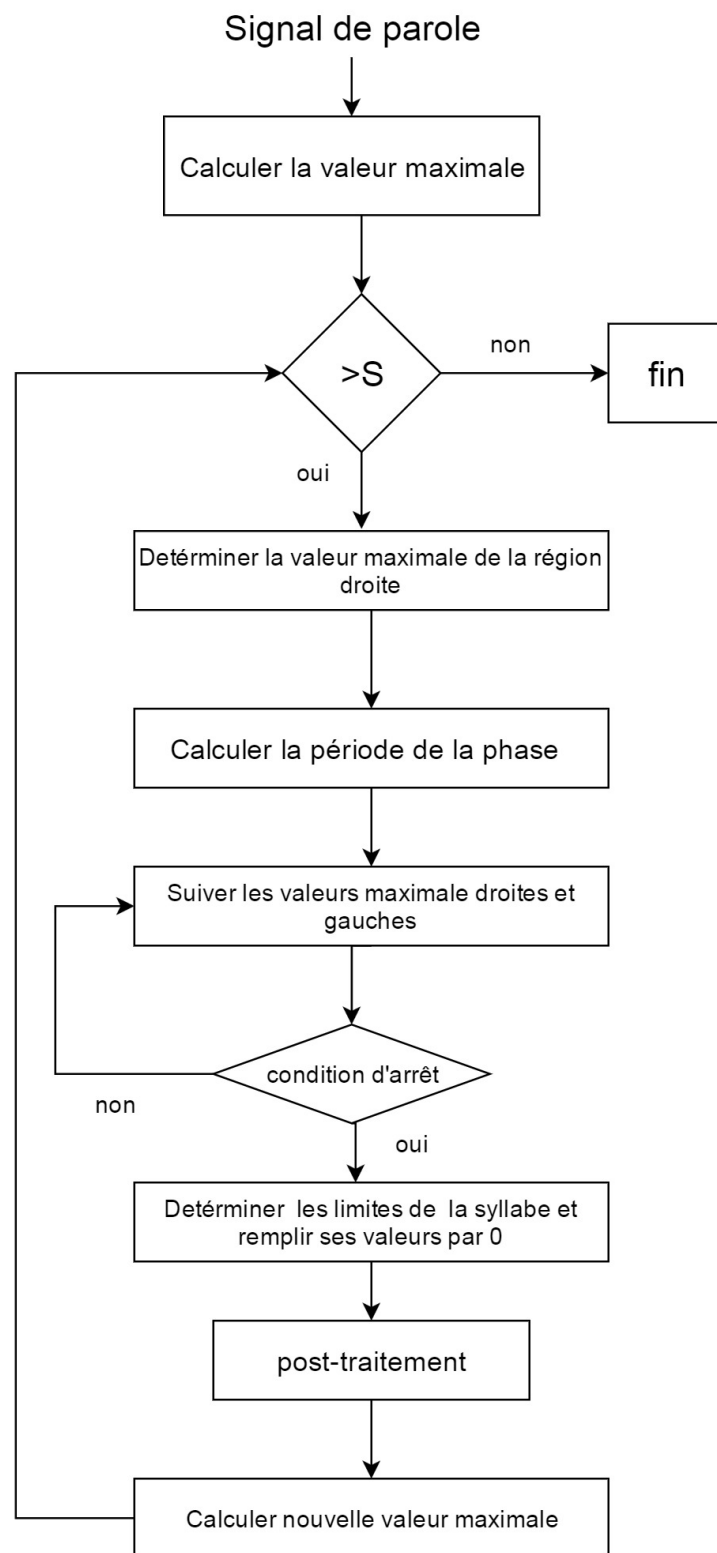 Signal de parole
Calculer la valeur maximale
>S
non
fin
oui
Detérminer la valeur maximale de la région
droite
Calculer la période de la phase
Suiver les valeurs maximale droites et
gauches
condition d'arrêt
non
oui
Detérminer les limites de la syllabe et
remplir ses valeurs par 0
post-traitement
Calculer nouvelle valeur maximale